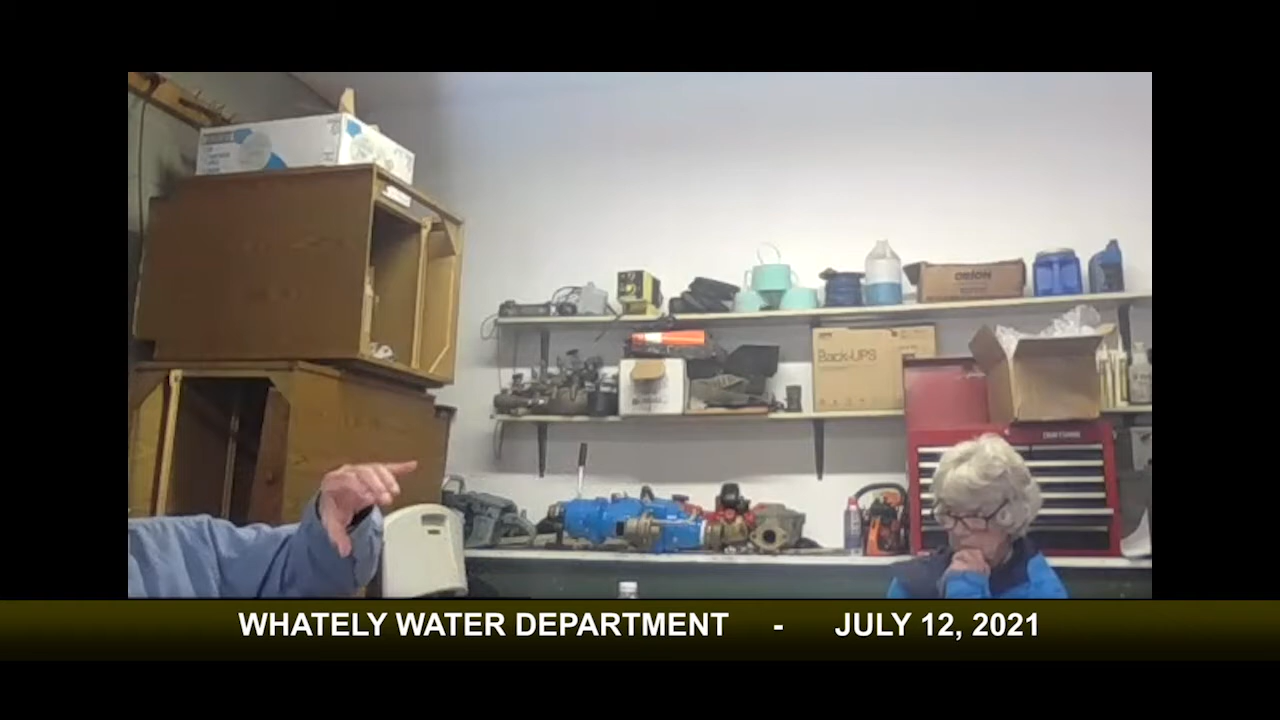 ORION
Back-UPS
CRAFTSMAN
WHATELY WATER DEPARTMENT - JULY 12, 2021